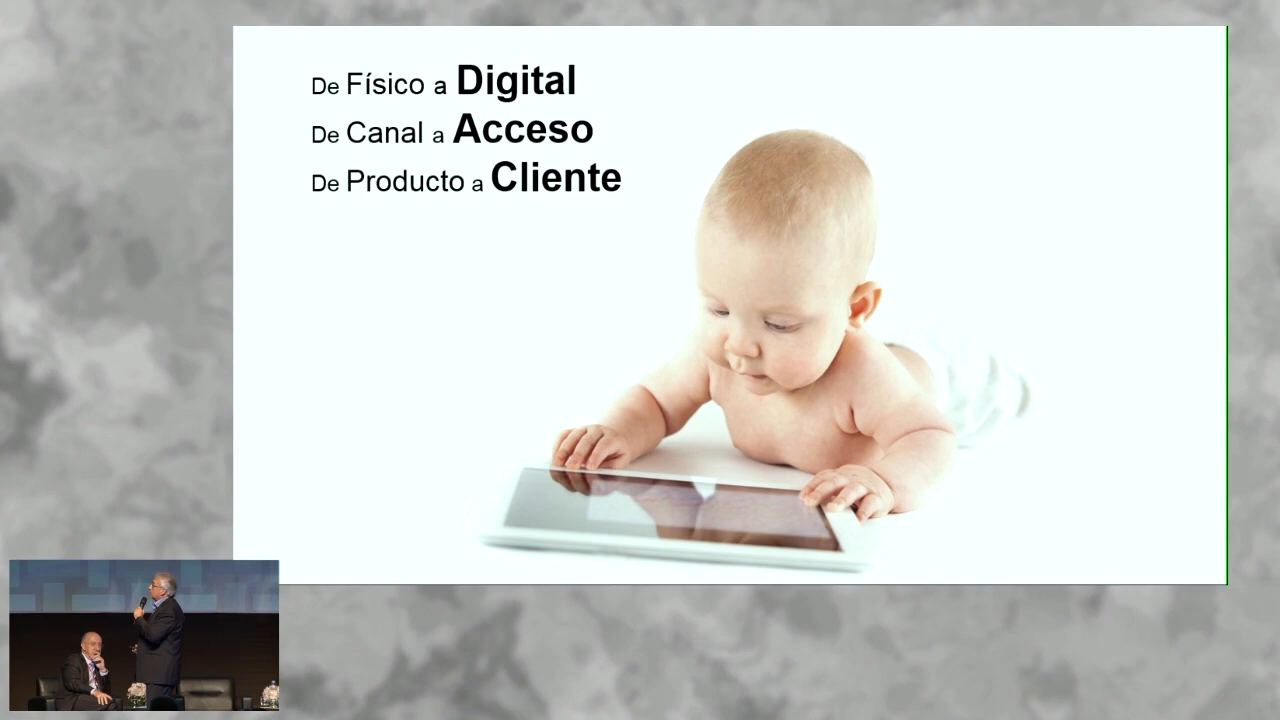 De Físico a Digital
De Canal a Acceso
De Producto a Cliente